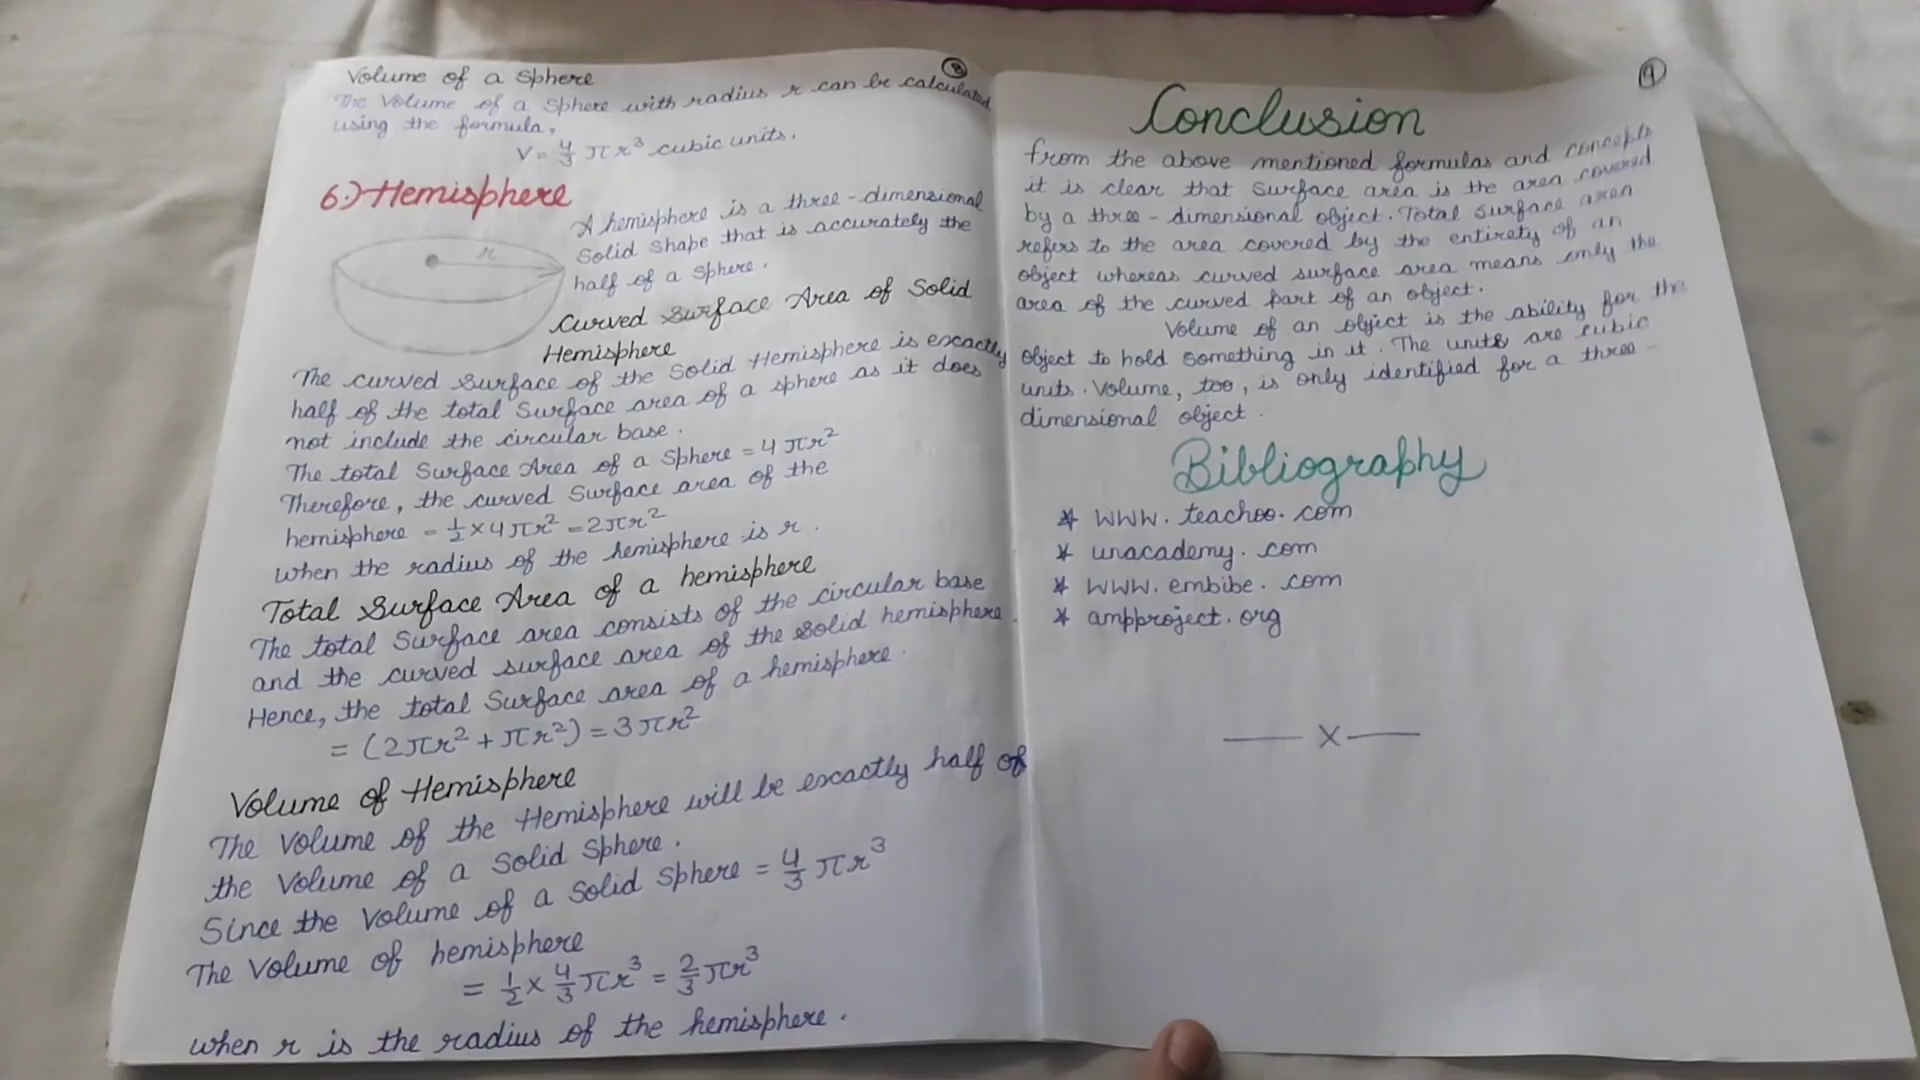 8
Volume of a Sphere
The Volume of a Sphere with radius r can be calculated
using the formula,
V = 4/3 πr³ cubic units.
6.) Hemisphere
A hemisphere is a three-dimensional
Solid Shape that is accurately the
half of a Sphere.
r
Curved Surface Area of Solid
Hemisphere
The curved Surface of the Solid Hemisphere is excactly
half of the total Surface area of a sphere as it does
not include the circular base.
The total Surface Area of a Sphere = 4πr²
Therefore, the curved Surface area of the
hemisphere = 1/2 × 4πr² = 2πr²
when the radius of the hemisphere is r.
Total Surface Area of a hemisphere
The total Surface area consists of the circular base
and the curved surface area of the solid hemisphere.
Hence, the total Surface area of a hemisphere.
= (2πr² + πr²) = 3πr²
Volume of Hemisphere
The Volume of the Hemisphere will be excactly half of
the Volume of a Solid Sphere.
Since the Volume of a Solid Sphere = 4/3 πr³
The Volume of hemisphere
= 1/2 × 4/3 πr³ = 2/3 πr³
when r is the radius of the hemisphere.
9
Conclusion
from the above mentioned formulas and concepts
it is clear that Surface area is the area covered
by a three-dimensional object. Total Surface area
refers to the area covered by the entirety of an
object whereas curved surface area means only the
area of the curved part of an object.
Volume of an object is the ability for the
object to hold something in it. The units are cubic
units. Volume, too, is only identified for a three-
dimensional object.
Bibliography
* www.teachoo.com
* unacademy.com
* www.embibe.com
* ampproject.org
—— x ——